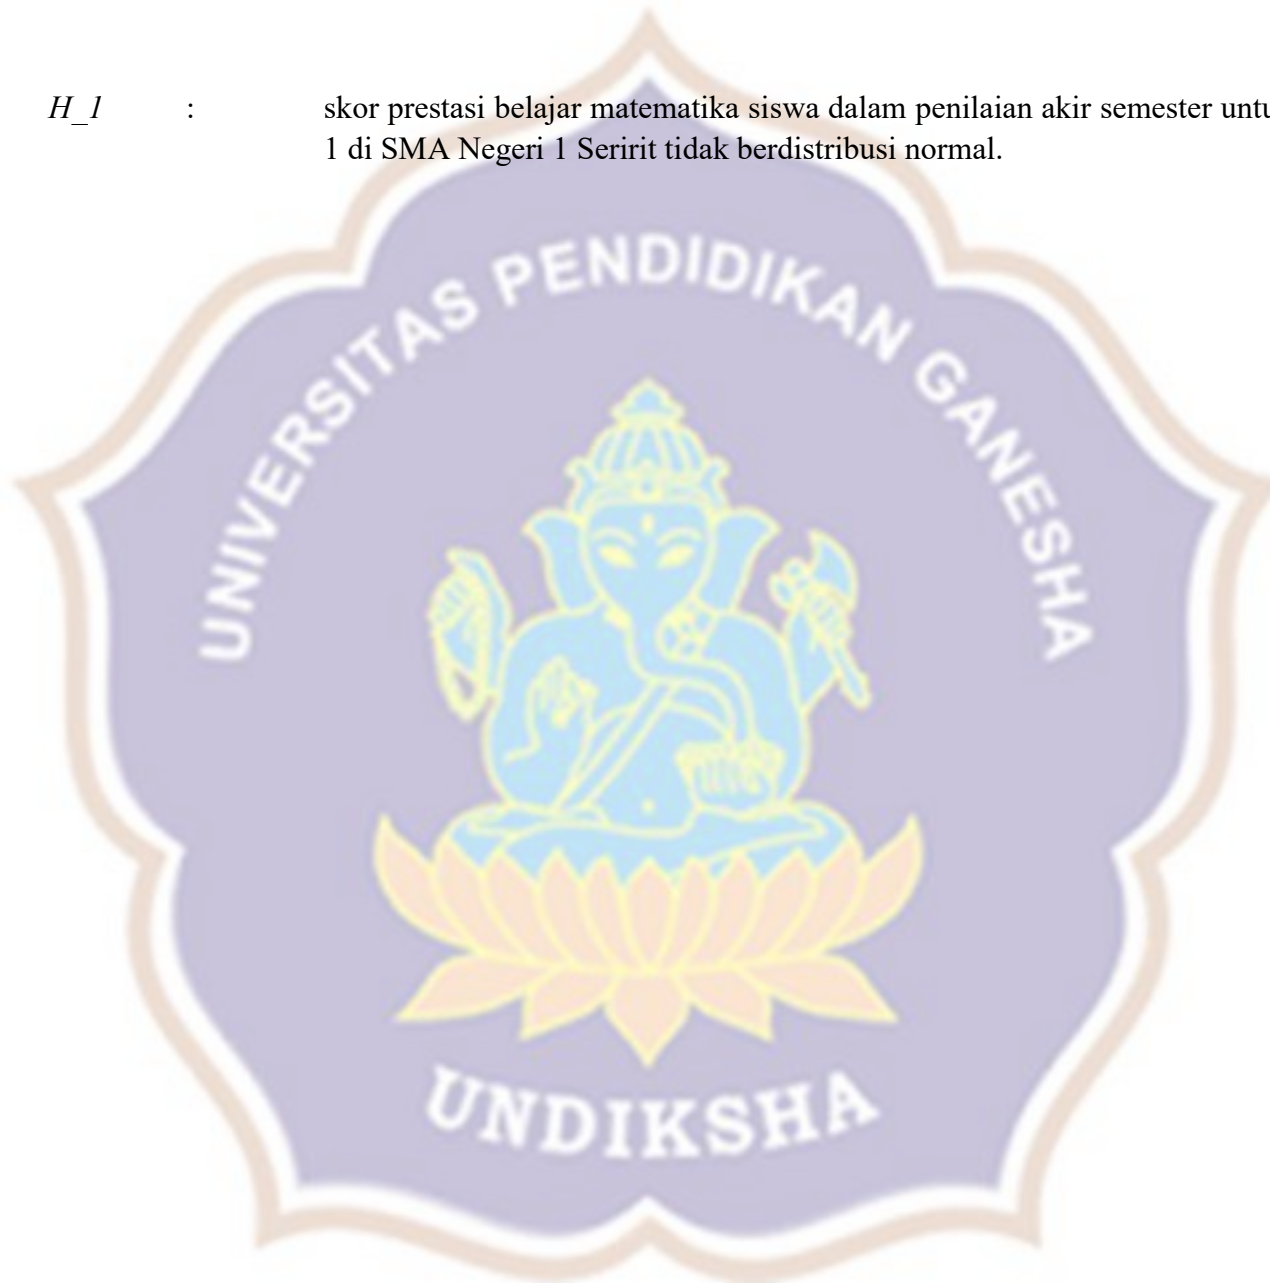 H_1 : skor prestasi belajar matematika siswa dalam penilaian akir semester untu
1 di SMA Negeri 1 Seririt tidak berdistribusi normal.
UNIVERSITAS PENDIDIKAN GANESHA
UNDIKSHA